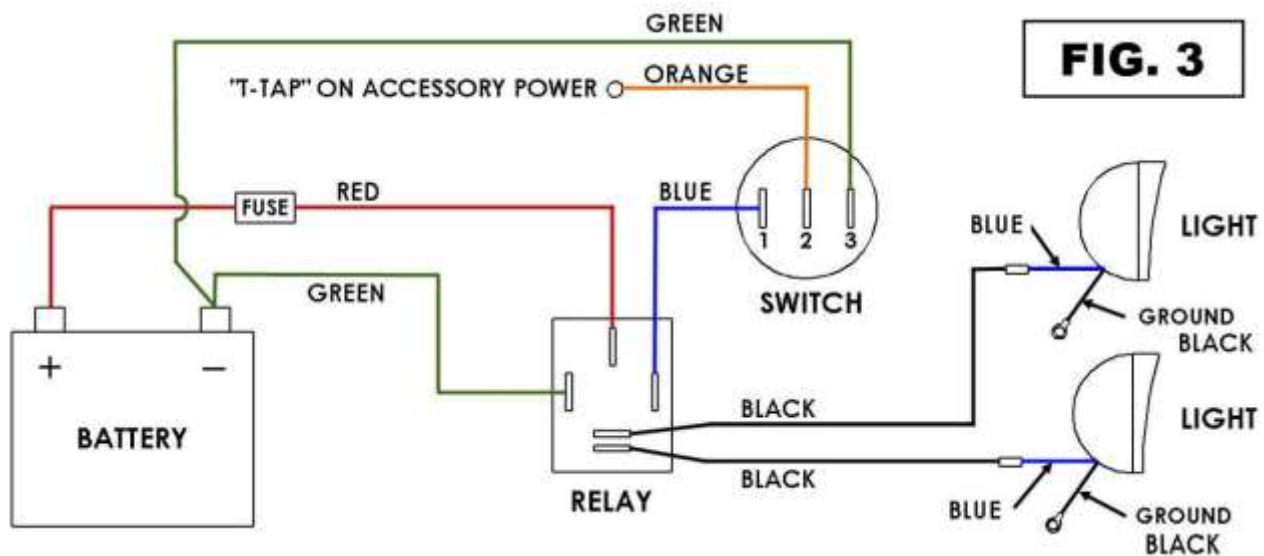 GREEN
FIG. 3
"T-TAP" ON ACCESSORY POWER
ORANGE
FUSE
RED
BLUE
1 2 3
SWITCH
BLUE
LIGHT
GROUND
BLACK
GREEN
+ −
BATTERY
RELAY
BLACK
BLACK
LIGHT
BLUE
GROUND
BLACK